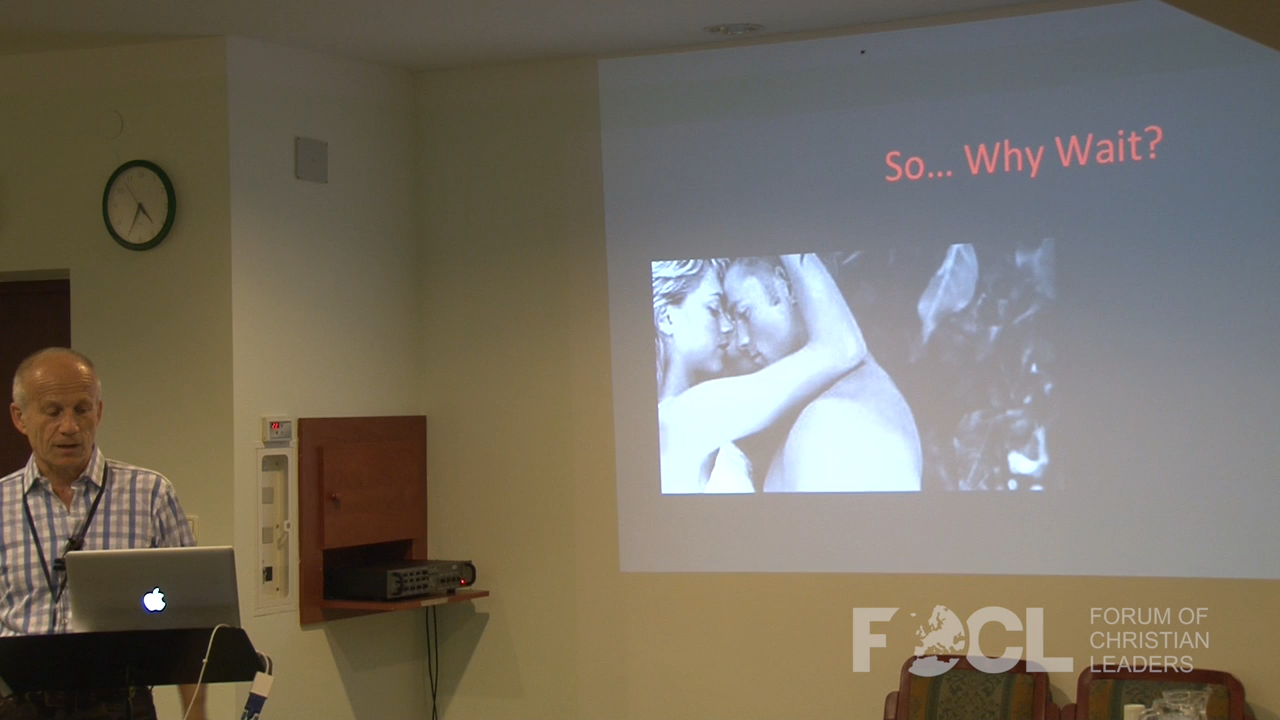 So... Why Wait?
FOCL
FORUM OF
CHRISTIAN
LEADERS